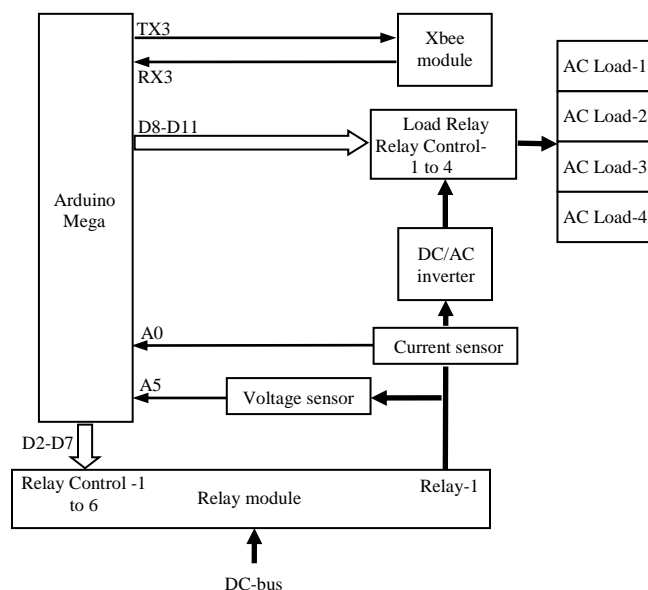 TX3
RX3
Xbee
module
D8-D11
Load Relay
Relay Control-
1 to 4
AC Load-1
AC Load-2
AC Load-3
AC Load-4
Arduino
Mega
DC/AC
inverter
A0
Current sensor
A5
Voltage sensor
D2-D7
Relay Control -1
to 6
Relay module
Relay-1
DC-bus